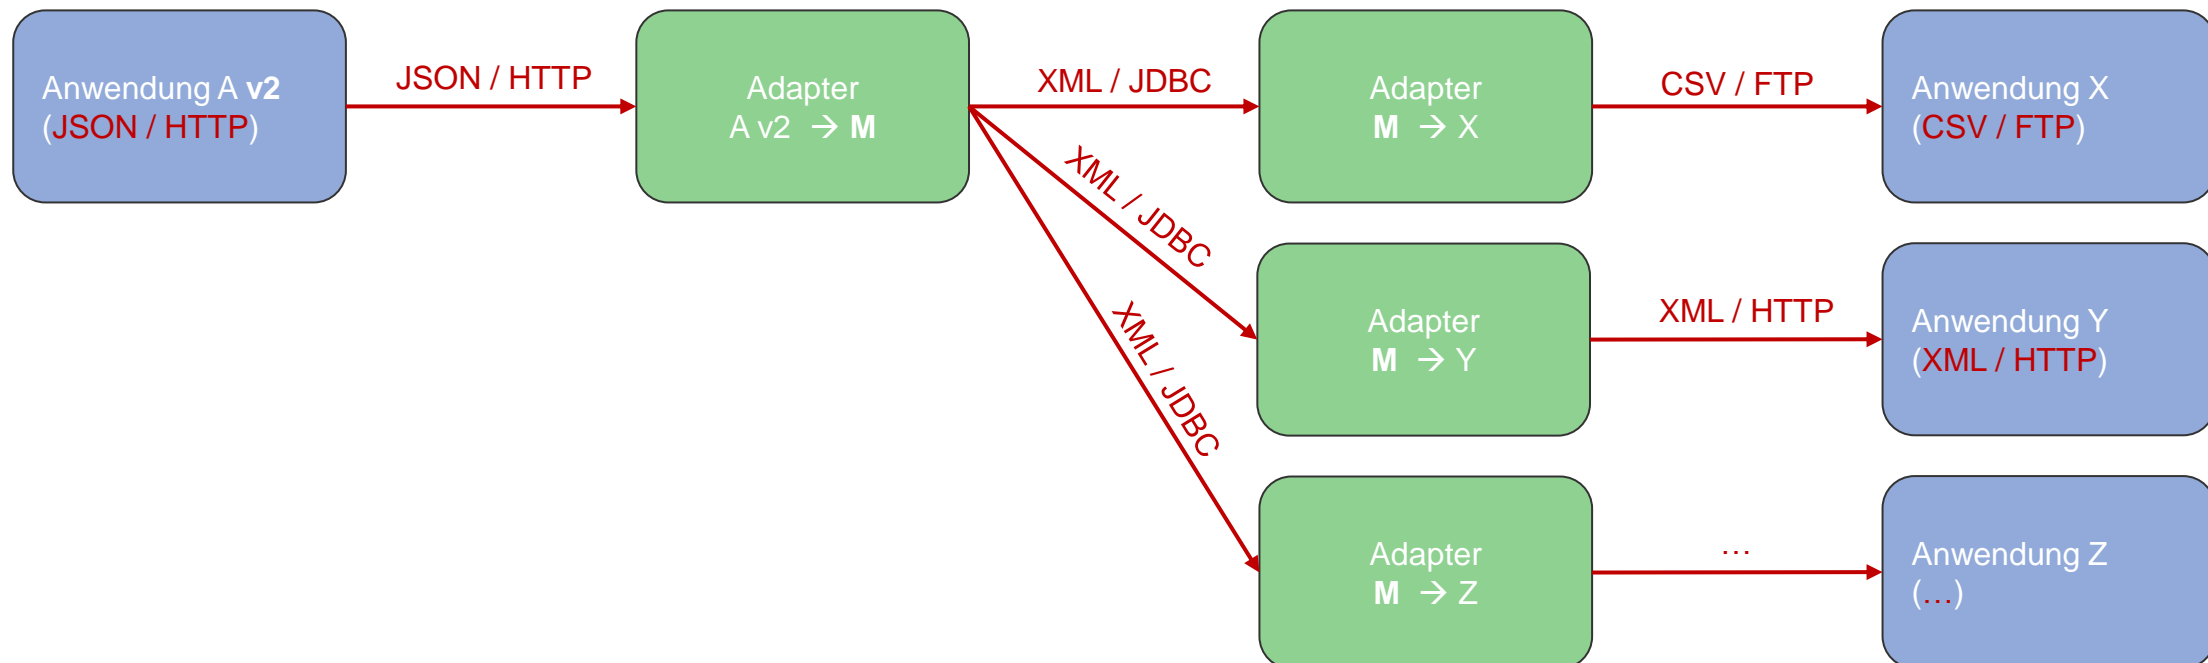 Anwendung A v2
(JSON / HTTP)
JSON / HTTP
Adapter
A v2 → M
XML / JDBC
Adapter
M → X
CSV / FTP
Anwendung X
(CSV / FTP)
XML / JDBC
Adapter
M → Y
XML / HTTP
Anwendung Y
(XML / HTTP)
XML / JDBC
Adapter
M → Z
…
Anwendung Z
(…)